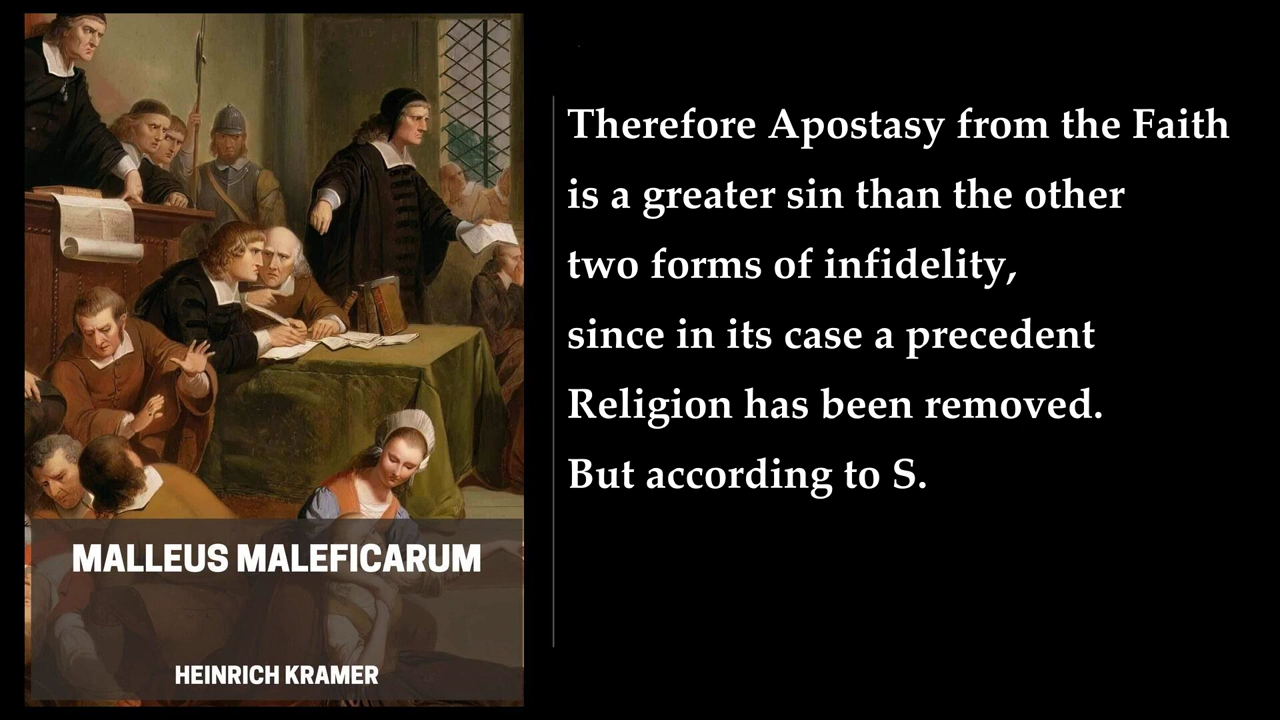 MALLEUS MALEFICARUM
HEINRICH KRAMER
Therefore Apostasy from the Faith
is a greater sin than the other
two forms of infidelity,
since in its case a precedent
Religion has been removed.
But according to S.